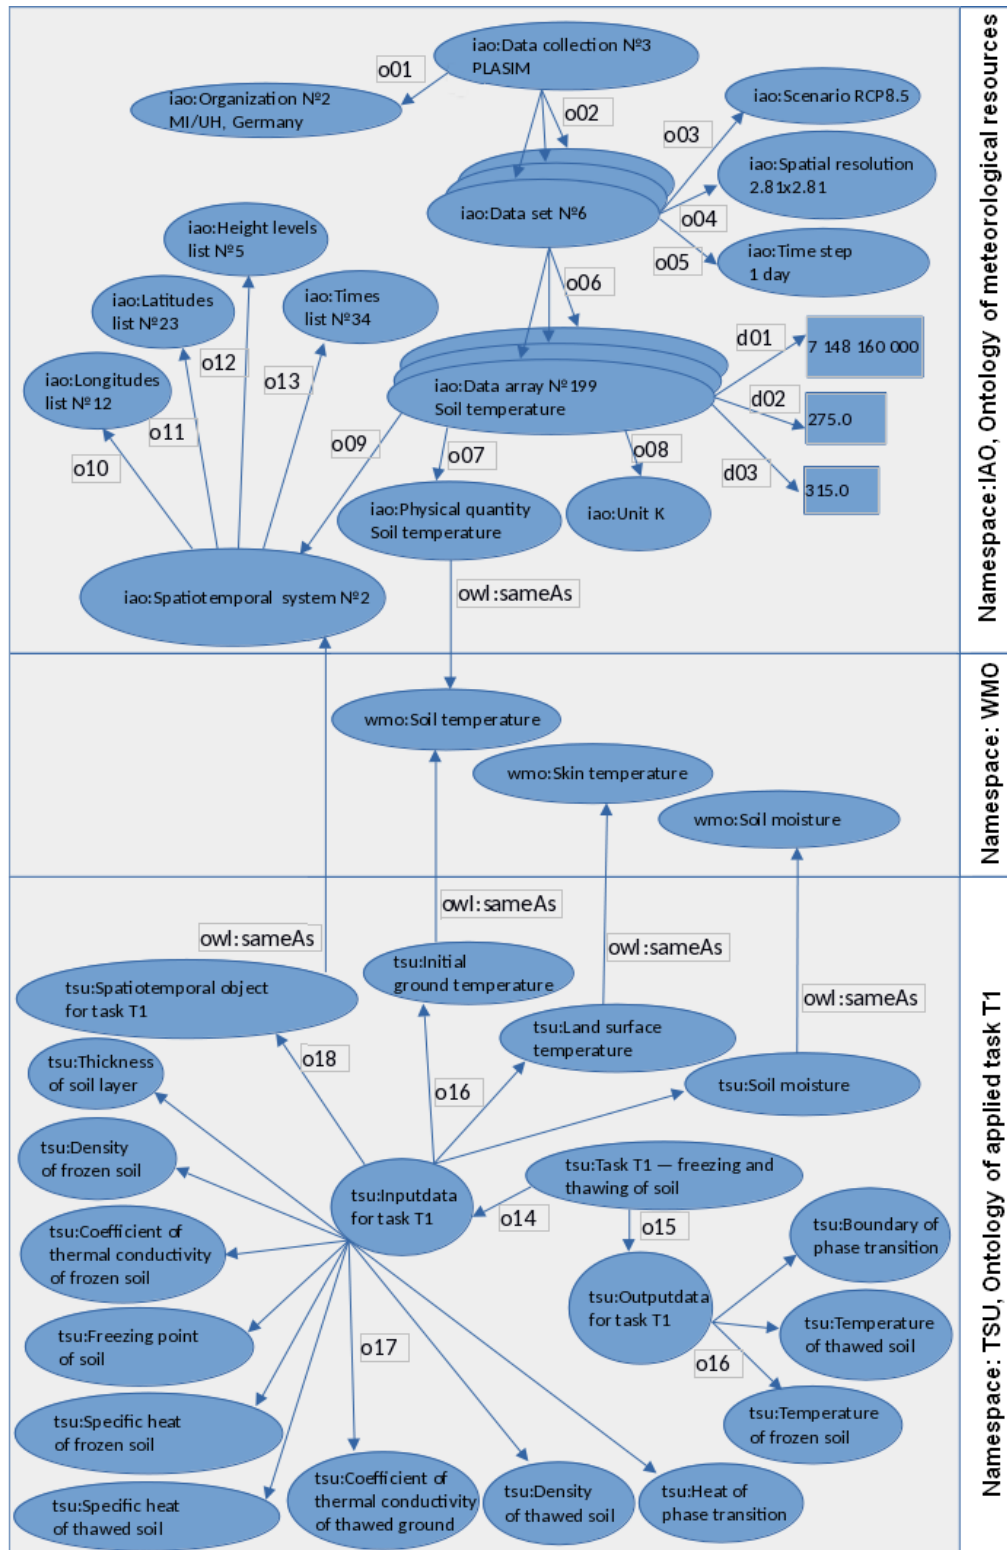 iao:Data collection №3
PLASIM
o01
iao:Organization №2
MI/UH, Germany
o02
iao:Scenario RCP8.5
o03
iao:Spatial resolution
2.81x2.81
iao:Data set №6
o04
o05
iao:Time step
1 day
iao:Height levels
list №5
o06
iao:Latitudes
list №23
iao:Times
list №34
o12
o13
iao:Longitudes
list №12
o11
o10
d01
7 148 160 000
iao:Data array №199
Soil temperature
d02
275.0
o09
o07
o08
d03
315.0
iao:Physical quantity
Soil temperature
iao:Unit K
iao:Spatiotemporal system №2
owl:sameAs
Namespace:IAO, Ontology of meteorological resources
wmo:Soil temperature
wmo:Skin temperature
wmo:Soil moisture
Namespace: WMO
owl:sameAs
owl:sameAs
owl:sameAs
owl:sameAs
tsu:Spatiotemporal object
for task T1
tsu:Initial
ground temperature
tsu:Land surface
temperature
tsu:Soil moisture
o18
o16
tsu:Thickness
of soil layer
tsu:Density
of frozen soil
tsu:Inputdata
for task T1
tsu:Task T1 — freezing and
thawing of soil
o14
o15
tsu:Coefficient of
thermal conductivity
of frozen soil
tsu:Boundary of
phase transition
tsu:Outputdata
for task T1
tsu:Freezing point
of soil
o17
o16
tsu:Temperature
of thawed soil
tsu:Specific heat
of frozen soil
tsu:Temperature
of frozen soil
tsu:Specific heat
of thawed soil
tsu:Coefficient of
thermal conductivity
of thawed ground
tsu:Density
of thawed soil
tsu:Heat of
phase transition
Namespace: TSU, Ontology of applied task T1